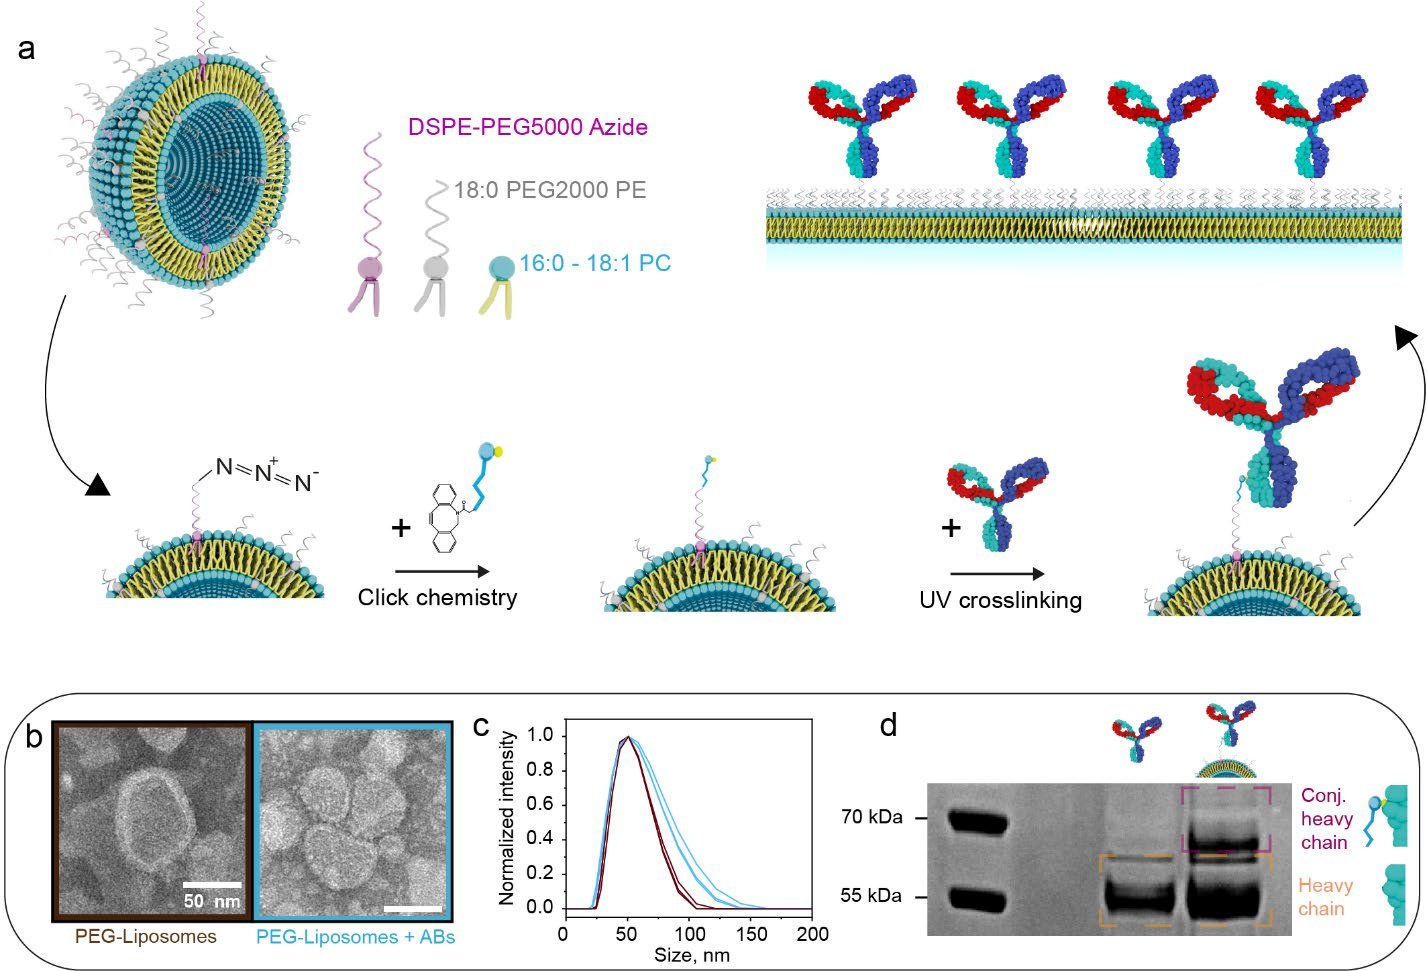 a
DSPE-PEG5000 Azide
18:0 PEG2000 PE
16:0 - 18:1 PC
N=N+=N-
+
Click chemistry
+
UV crosslinking
b
50 nm
PEG-Liposomes
PEG-Liposomes + ABs
c
Normalized intensity
1.0
0.8
0.6
0.4
0.2
0.0
0
50
100
150
200
Size, nm
d
70 kDa
55 kDa
Conj.
heavy
chain
Heavy
chain